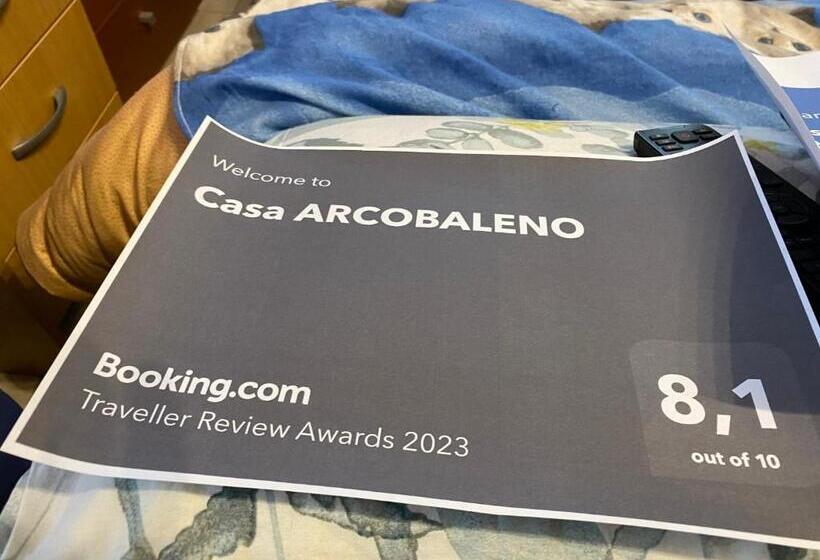 Welcome to
Casa ARCOBALENO
Booking.com
Traveller Review Awards 2023
8,1
out of 10